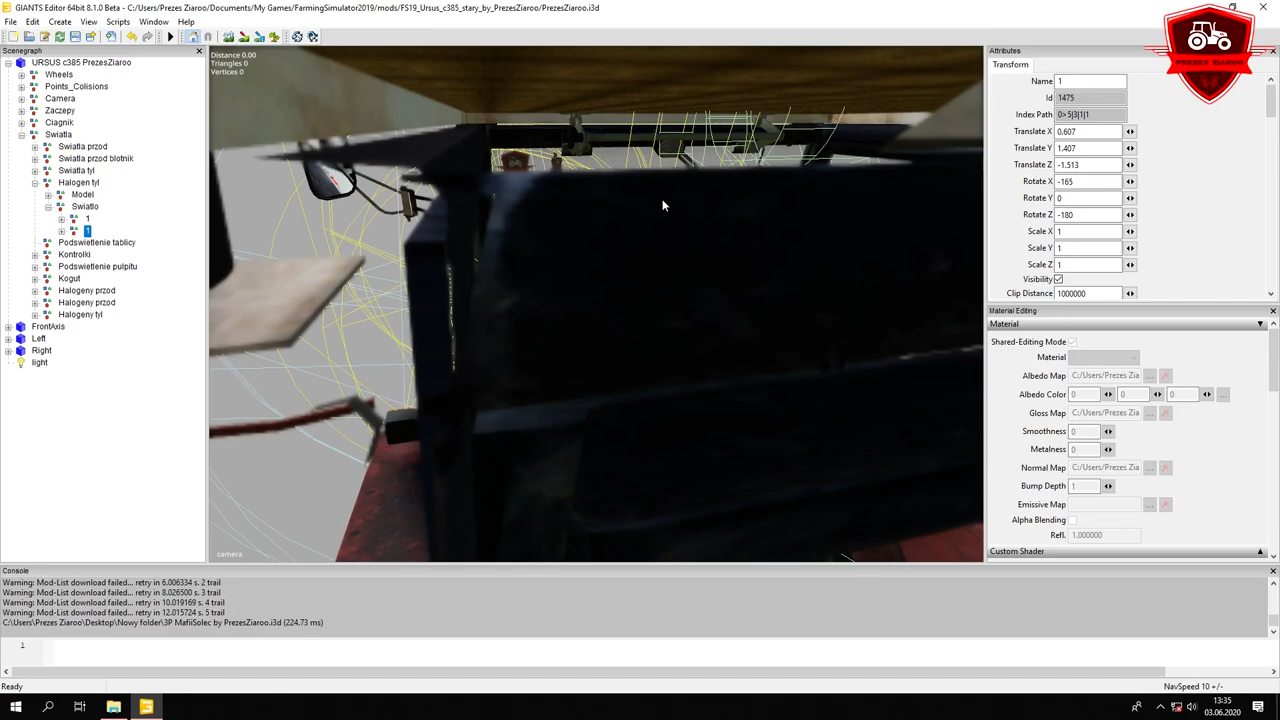 GIANTS Editor 64bit 8.1.0 Beta - C:/Users/Prezes Ziaroo/Documents/My Games/FarmingSimulator2019/mods/FS19_Ursus_c385_stary_by_PrezesZiaroo/PrezesZiaroo.i3d
File Edit Create View Scripts Window Help
Scenegraph
URSUS c385 PrezesZiaroo
Wheels
Points_Colisions
Camera
Zaczepy
Ciagnik
Swiatla
Swiatla przod
Swiatla przod blotnik
Swiatla tyl
Halogen tyl
Model
Swiatlo
1
1
Podswietlenie tablicy
Kontrolki
Podswietlenie pulpitu
Kogut
Halogeny przod
Halogeny przod
Halogeny tyl
FrontAxis
Left
Right
light
Distance 0.00
Triangles 0
Vertices 0
camera
Attributes
Transform
Name 1
Id 1475
Index Path 0>5|3|1|1
Translate X 0.607
Translate Y 1.407
Translate Z -1.513
Rotate X -165
Rotate Y 0
Rotate Z -180
Scale X 1
Scale Y 1
Scale Z 1
Visibility
Clip Distance 1000000
Material Editing
Material
Shared-Editing Mode
Material
Albedo Map C:/Users/Prezes Zia ...
Albedo Color 0 0 0 ...
Gloss Map C:/Users/Prezes Zia ...
Smoothness 0
Metalness 0
Normal Map C:/Users/Prezes Zia ...
Bump Depth 1
Emissive Map ...
Alpha Blending
Refl. 1.000000
Custom Shader
PREZES ZIAROO
Console
Warning: Mod-List download failed... retry in 6.006334 s. 2 trail
Warning: Mod-List download failed... retry in 8.026500 s. 3 trail
Warning: Mod-List download failed... retry in 10.019169 s. 4 trail
Warning: Mod-List download failed... retry in 12.015724 s. 5 trail
C:\Users\Prezes Ziaroo\Desktop\Nowy folder\3P MafiiSolec by PrezesZiaroo.i3d (224.73 ms)
1
Ready
NavSpeed 10 +/-
13:35
03.06.2020